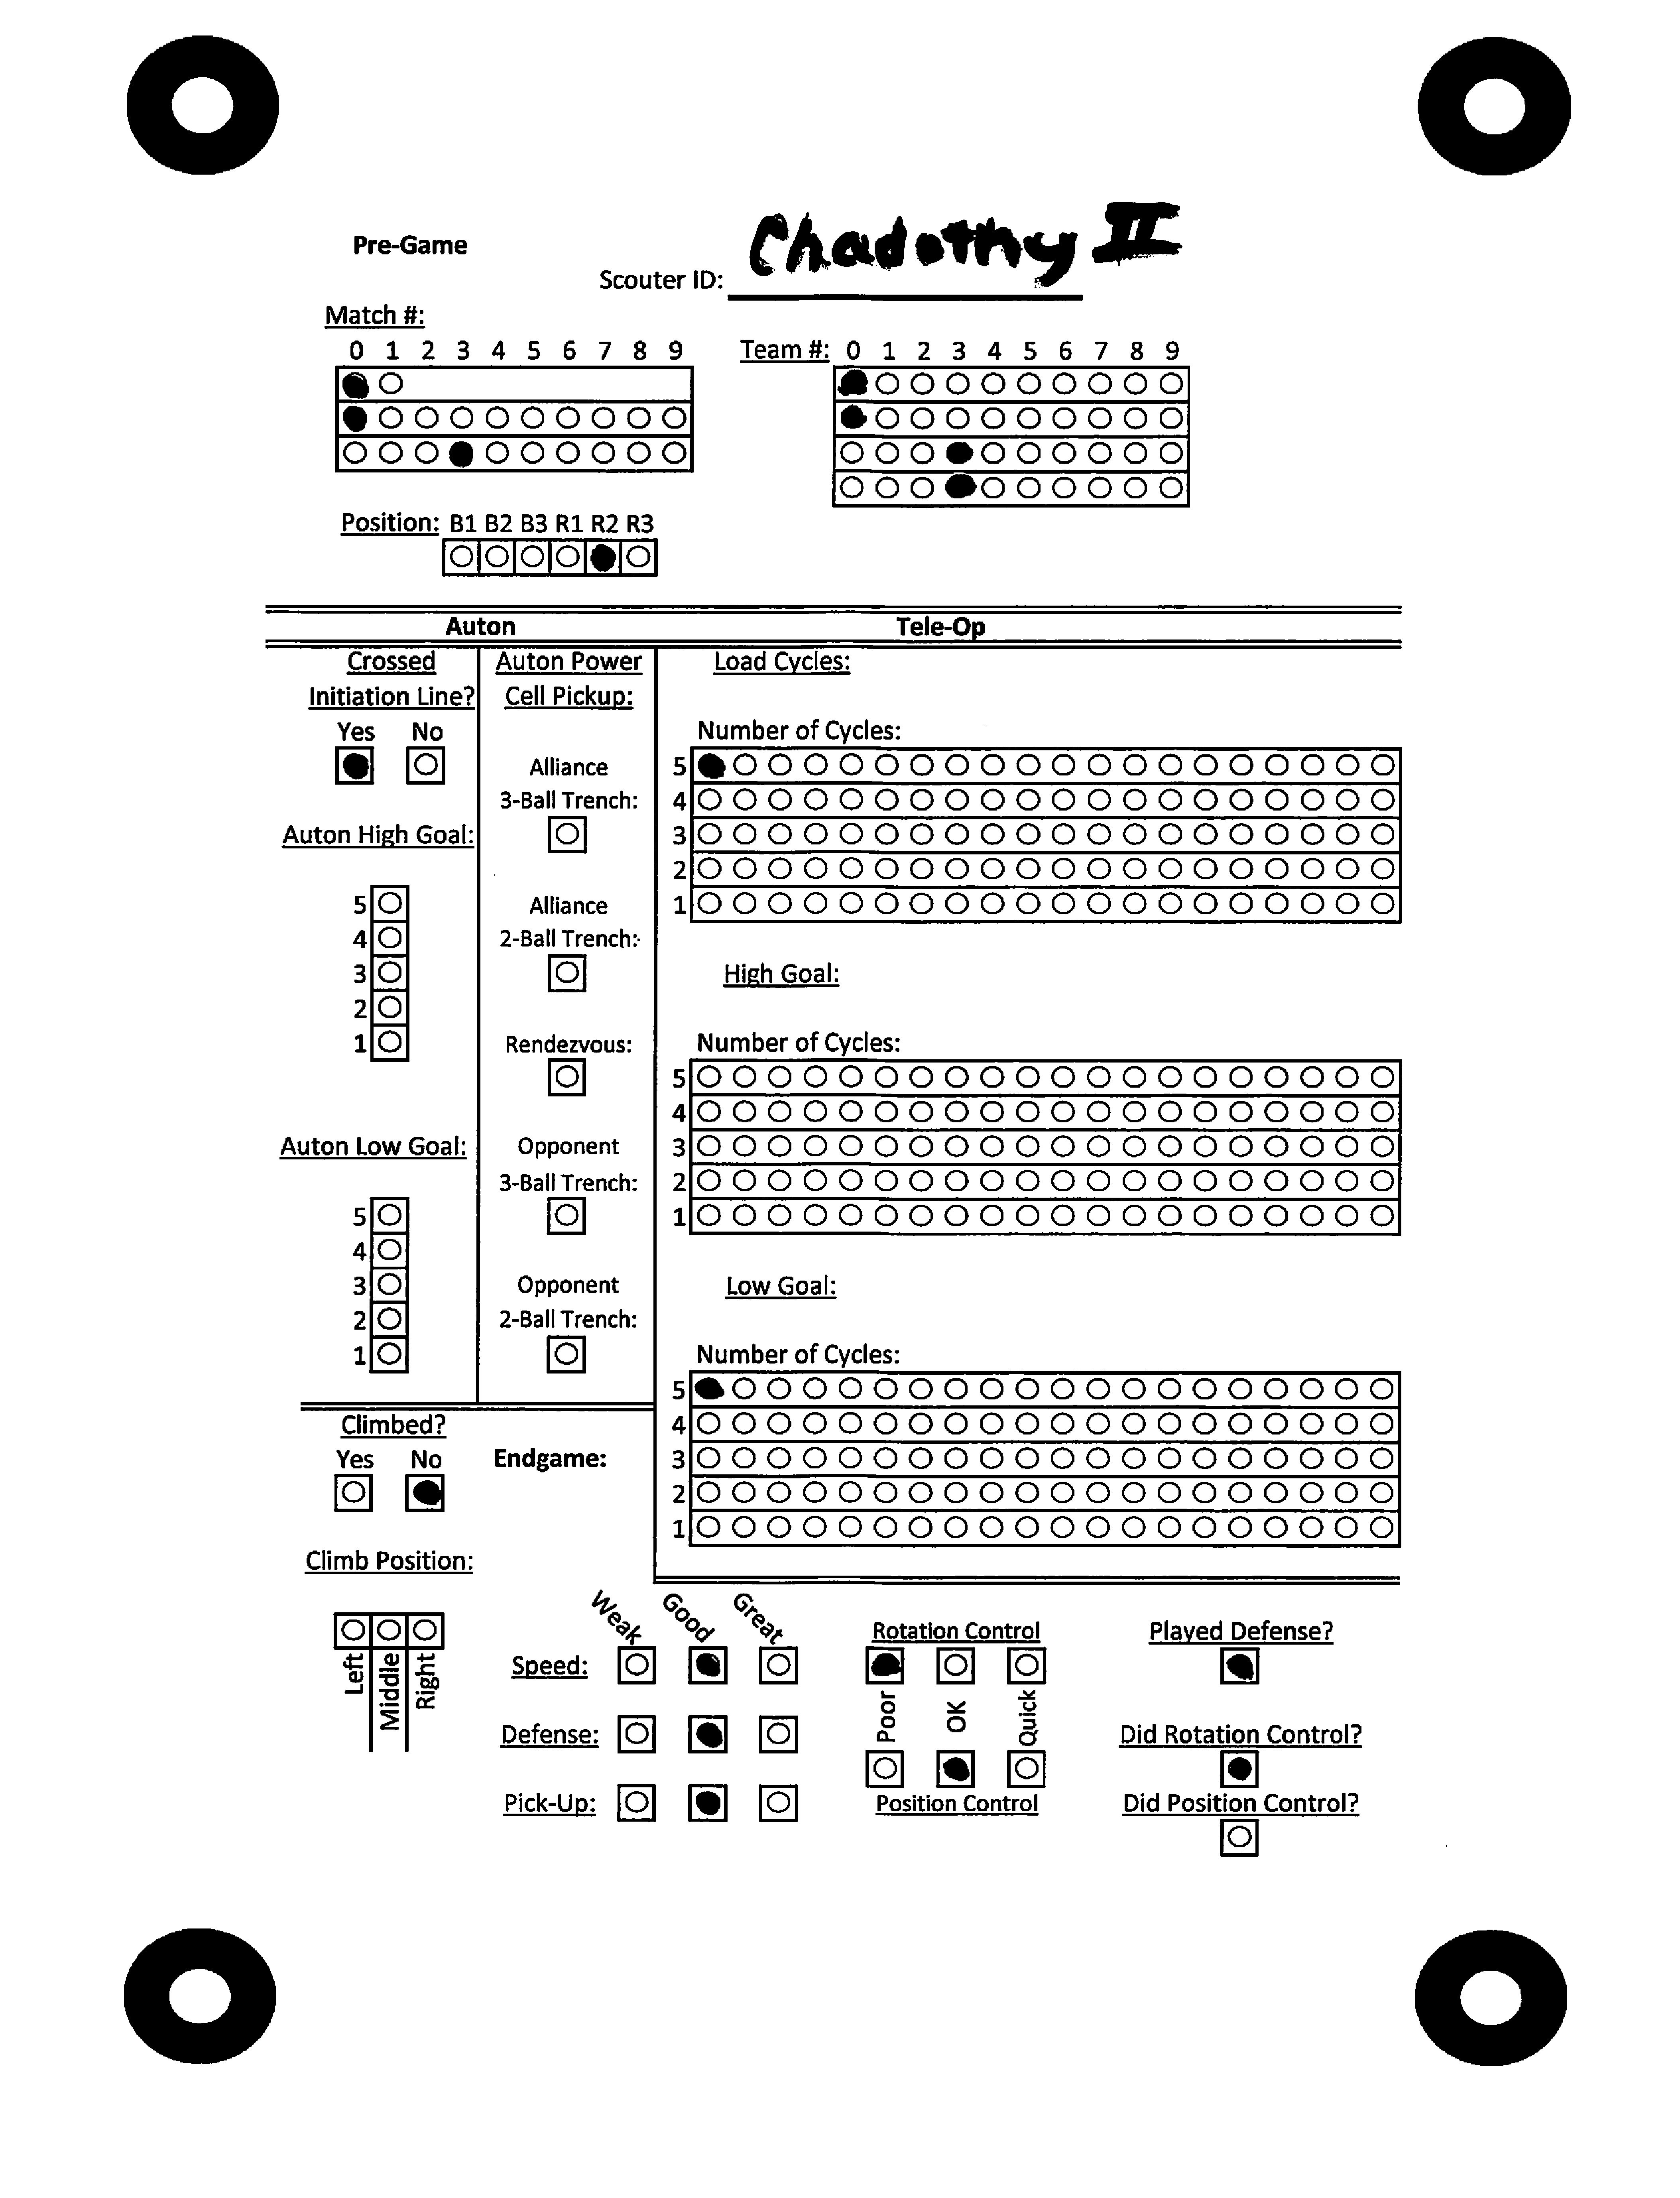 Chadothy II
Pre-Game
Scouter ID:
Match #:
0 1 2 3 4 5 6 7 8 9
Team #: 0 1 2 3 4 5 6 7 8 9
Position: B1 B2 B3 R1 R2 R3
Auton
Tele-Op
Crossed
Initiation Line?
Yes No
Auton High Goal:
5
4
3
2
1
Auton Low Goal:
5
4
3
2
1
Auton Power
Cell Pickup:
Alliance
3-Ball Trench:
Alliance
2-Ball Trench:
Rendezvous:
Opponent
3-Ball Trench:
Opponent
2-Ball Trench:
Load Cycles:
Number of Cycles:
5
4
3
2
1
High Goal:
Number of Cycles:
5
4
3
2
1
Low Goal:
Number of Cycles:
5
4
3
2
1
Climbed?
Yes No
Endgame:
Climb Position:
Left
Middle
Right
Weak Good Great
Speed:
Defense:
Pick-Up:
Rotation Control
Poor OK Quick
Position Control
Played Defense?
Did Rotation Control?
Did Position Control?